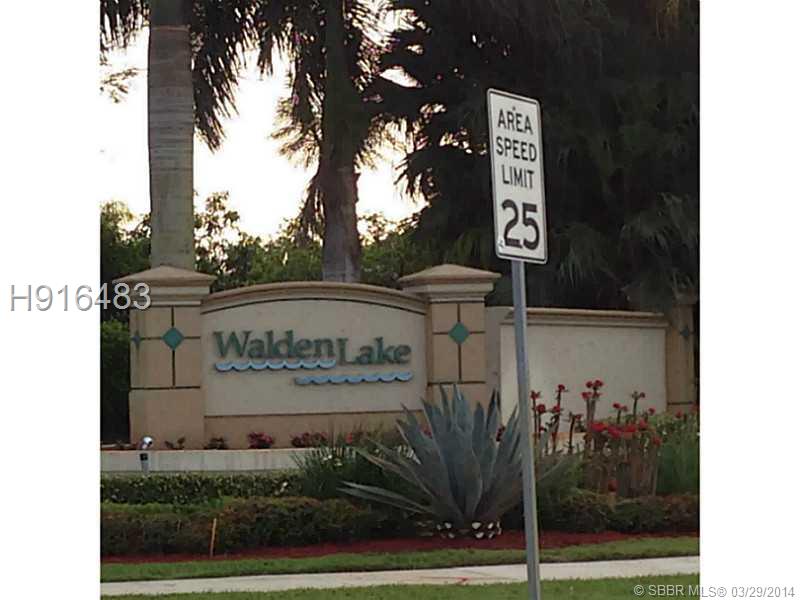 AREA
SPEED
LIMIT
25
H916483
Walden Lake
© SBBR MLS® 03/29/2014